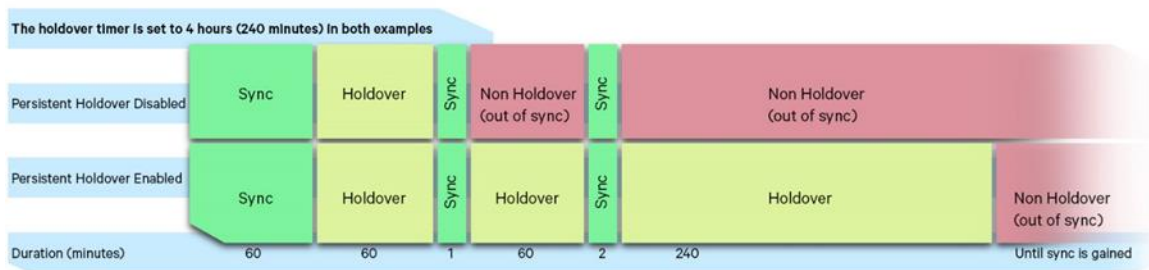 The holdover timer is set to 4 hours (240 minutes) in both examples
Persistent Holdover Disabled
Sync
Holdover
Sync
Non Holdover
(out of sync)
Sync
Non Holdover
(out of sync)
Persistent Holdover Enabled
Sync
Holdover
Sync
Holdover
Sync
Holdover
Non Holdover
(out of sync)
Duration (minutes) 60 60 1 60 2 240 Until sync is gained